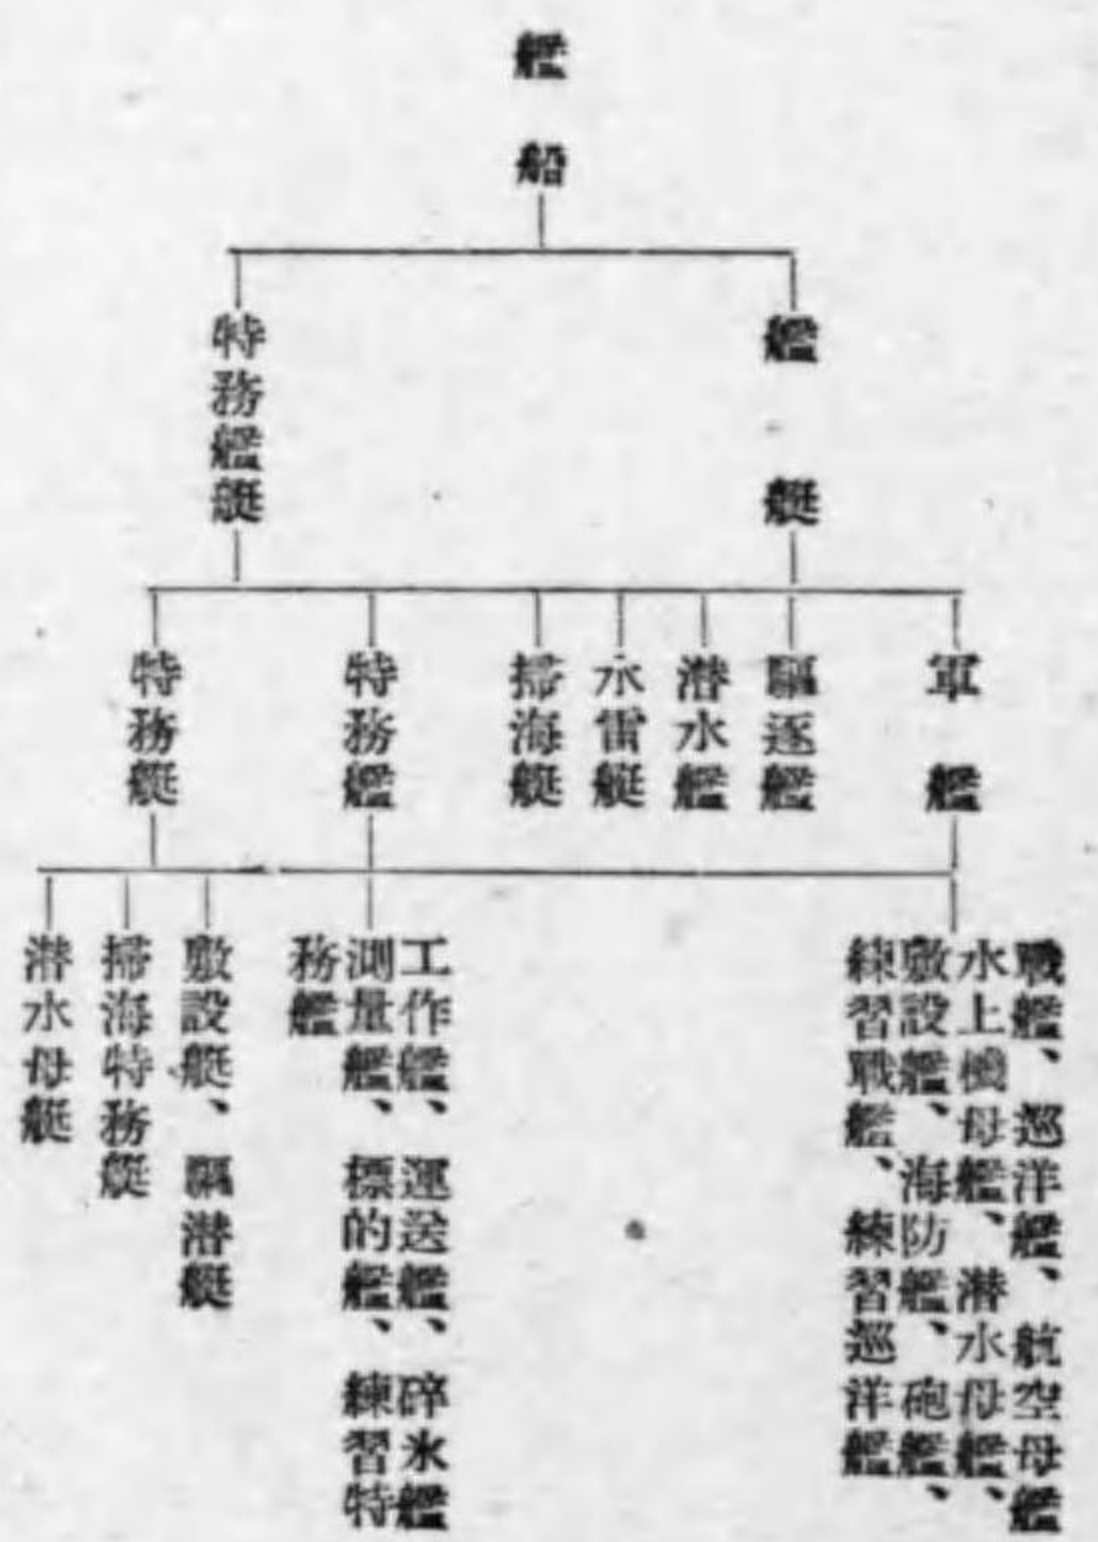 艦船
艦艇
特務艦艇
軍艦
驅逐艦
潜水艦
水雷艇
掃海艇
特務艦
特務艇
戰艦、巡洋艦、航空母艦
水上機母艦、潜水母艦、
敷設艦、海防艦、砲艦、
練習戰艦、練習巡洋艦
工作艦、運送艦、碎氷艦
測量艦、標的艦、練習特
務艦
敷設艇、驅潜艇
掃海特務艇
潜水母艇